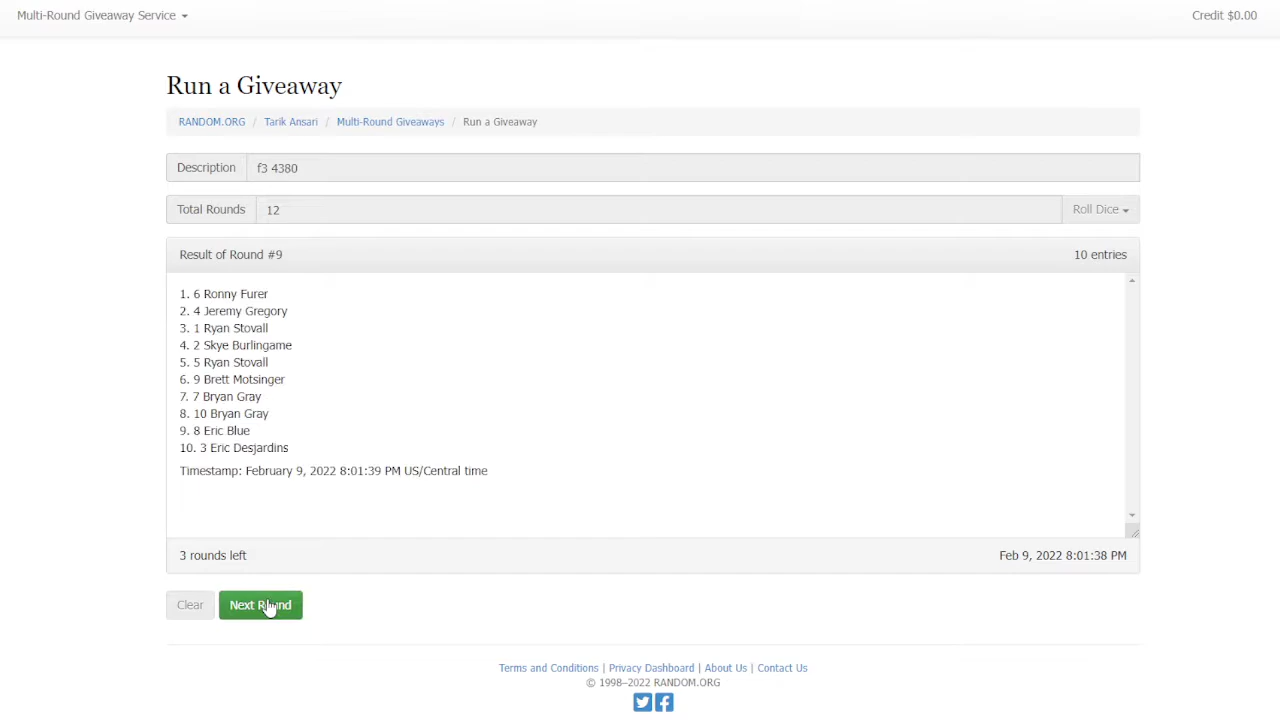 Multi-Round Giveaway Service
Credit $0.00
Run a Giveaway
RANDOM.ORG / Tarik Ansari / Multi-Round Giveaways / Run a Giveaway
Description f3 4380
Total Rounds 12 Roll Dice
Result of Round #9 10 entries
1. 6 Ronny Furer
2. 4 Jeremy Gregory
3. 1 Ryan Stovall
4. 2 Skye Burlingame
5. 5 Ryan Stovall
6. 9 Brett Motsinger
7. 7 Bryan Gray
8. 10 Bryan Gray
9. 8 Eric Blue
10. 3 Eric Desjardins
Timestamp: February 9, 2022 8:01:39 PM US/Central time
3 rounds left Feb 9, 2022 8:01:38 PM
Clear Next Round
Terms and Conditions | Privacy Dashboard | About Us | Contact Us
© 1998–2022 RANDOM.ORG